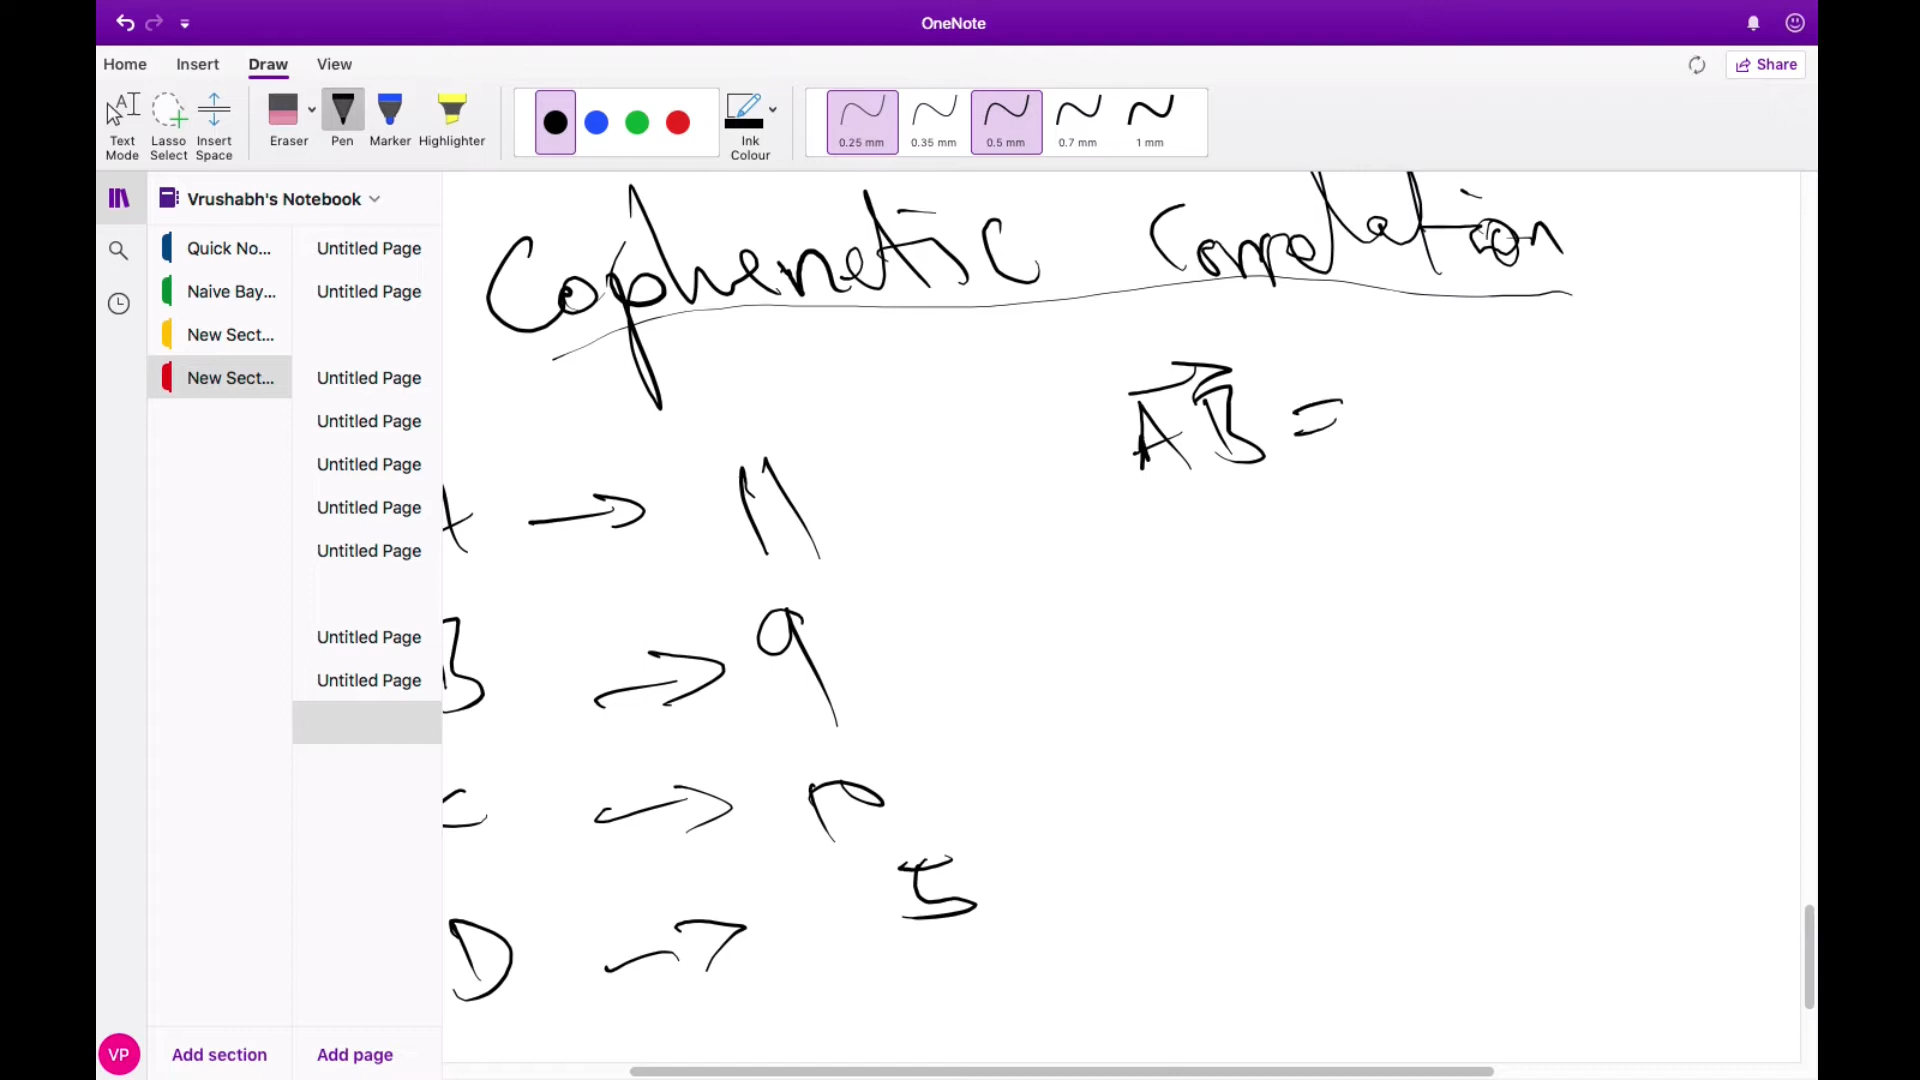 OneNote
Home Insert Draw View
Share
Text Mode
Lasso Select
Insert Space
Eraser
Pen
Marker
Highlighter
Ink Colour
0.25 mm
0.35 mm
0.5 mm
0.7 mm
1 mm
Vrushabh's Notebook
Quick No...
Naive Bay...
New Sect...
New Sect...
Untitled Page
Untitled Page
Untitled Page
Untitled Page
Untitled Page
Untitled Page
Untitled Page
Untitled Page
Untitled Page
VP
Add section
Add page
Cophenetic Correlation
AB =
A → 11
B → 9
C →
5
D →